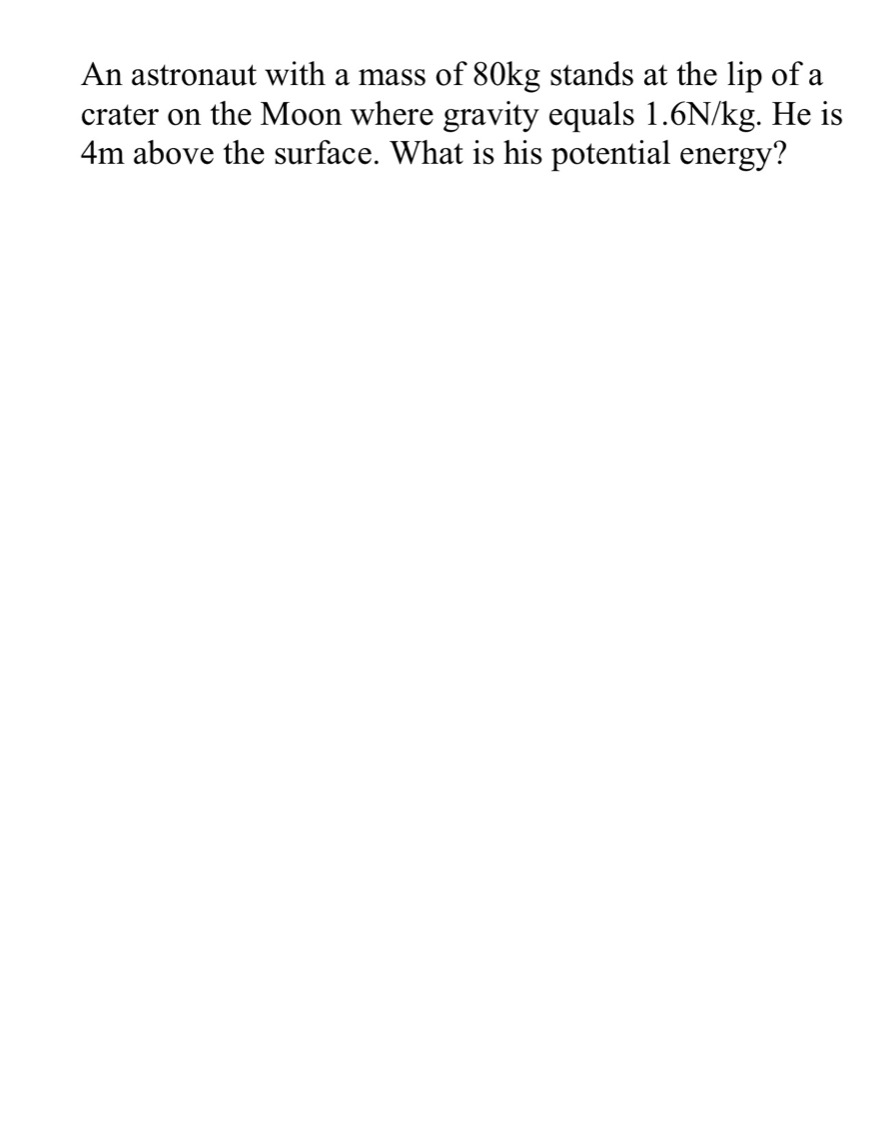 An astronaut with a mass of 80kg stands at the lip of a
crater on the Moon where gravity equals 1.6N/kg. He is
4m above the surface. What is his potential energy?